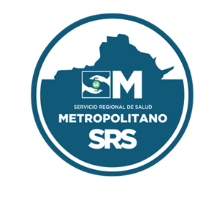 SM
SERVICIO REGIONAL DE SALUD
METROPOLITANO
SRS